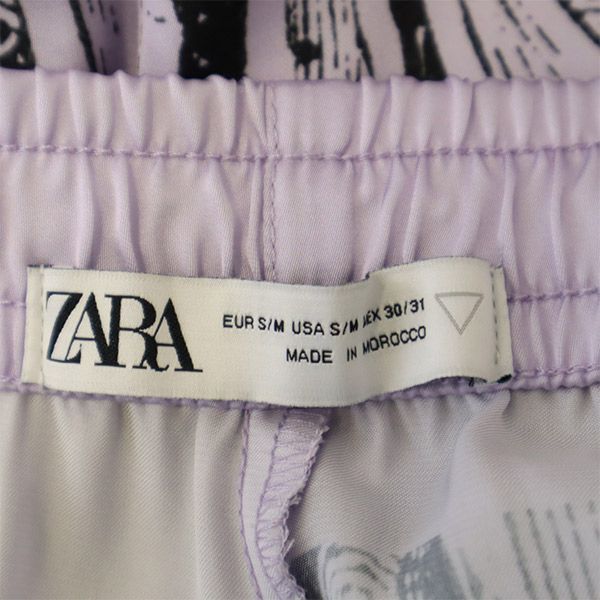 ZARA
EUR S/M USA S/M MEX 30/31
MADE IN MOROCCO